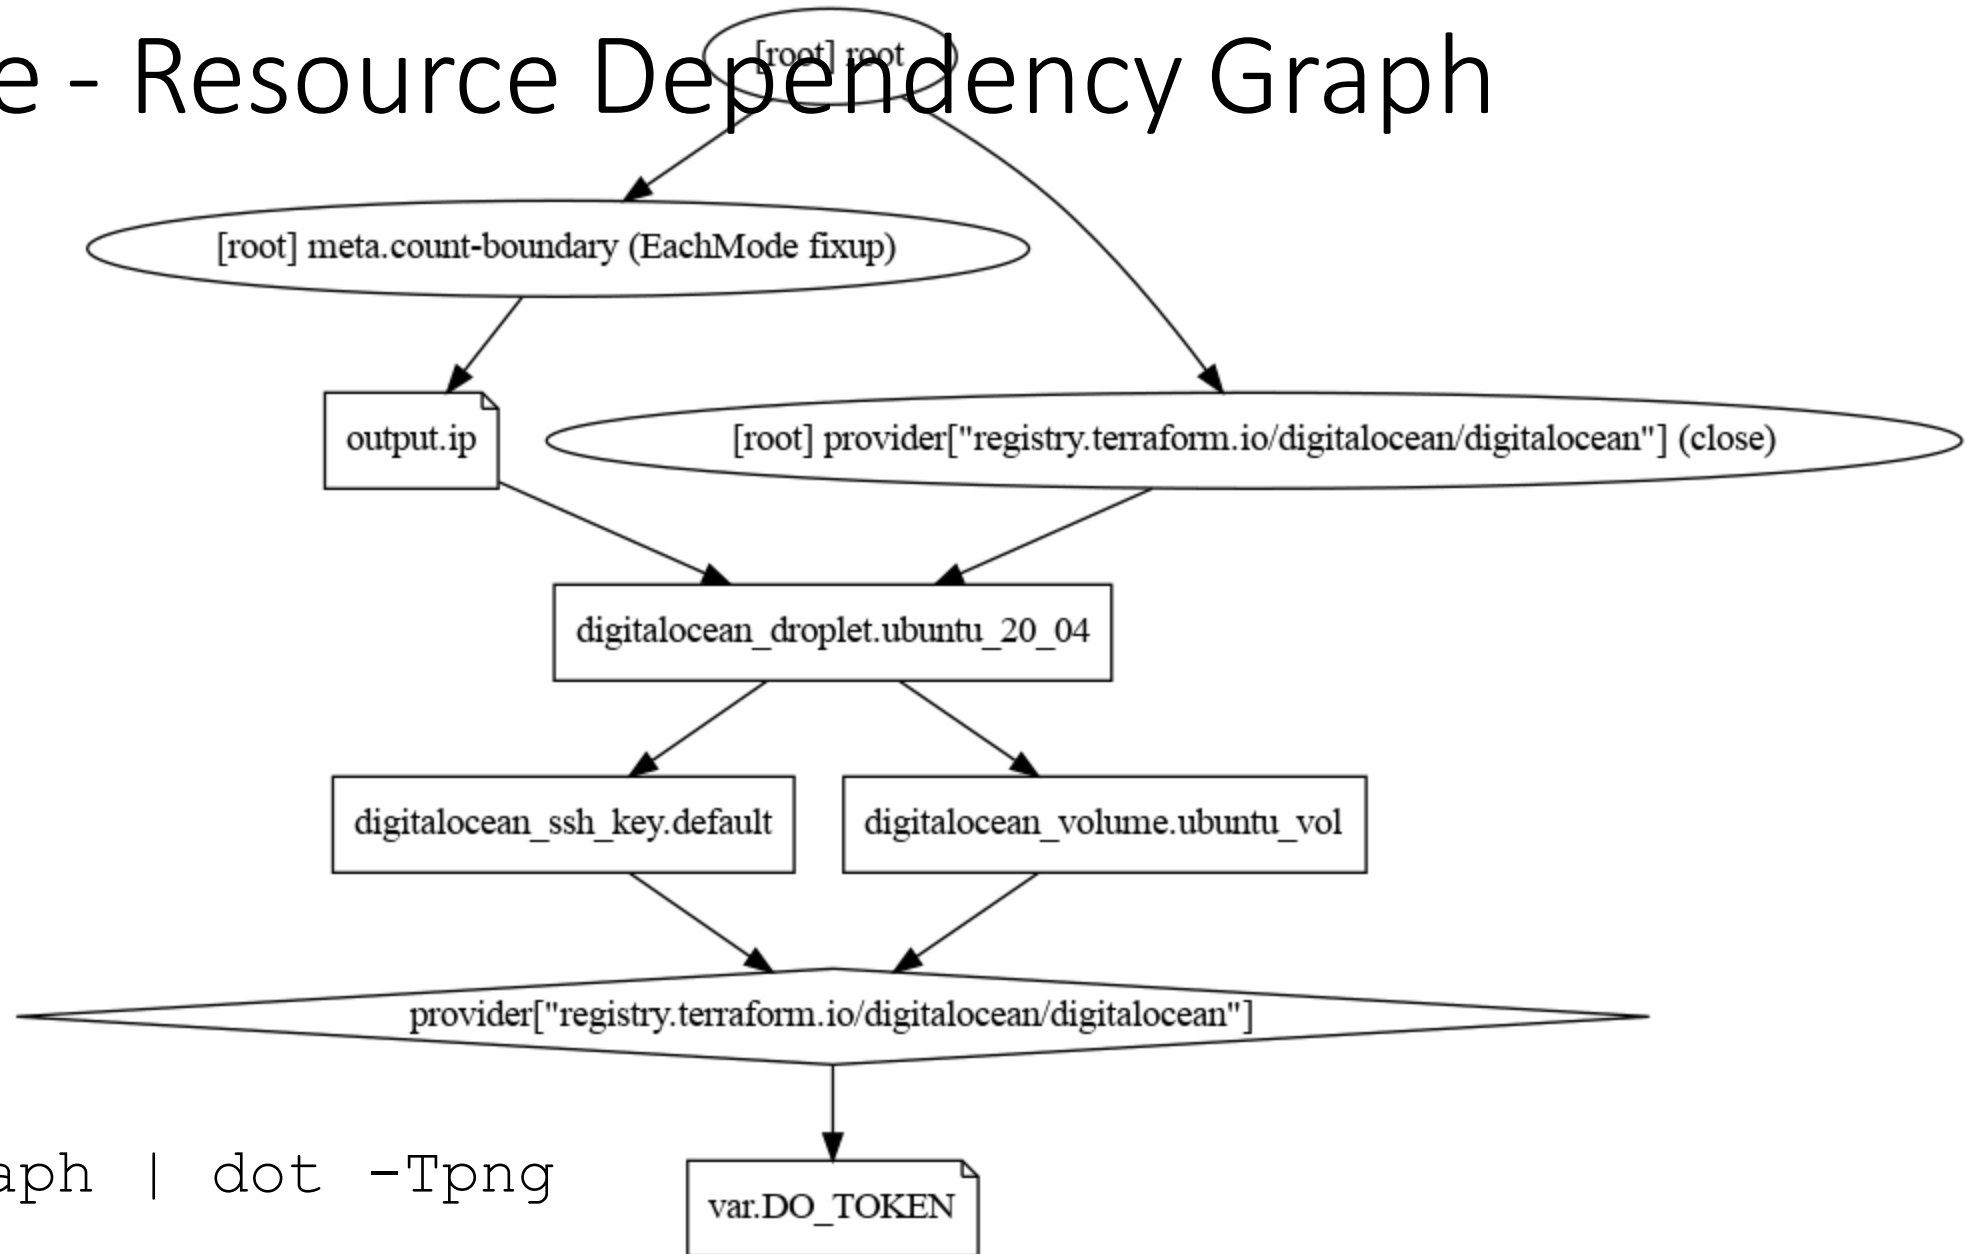 e - Resource Dependency Graph
[root] root
[root] meta.count-boundary (EachMode fixup)
output.ip
[root] provider["registry.terraform.io/digitalocean/digitalocean"] (close)
digitalocean_droplet.ubuntu_20_04
digitalocean_ssh_key.default
digitalocean_volume.ubuntu_vol
provider["registry.terraform.io/digitalocean/digitalocean"]
aph | dot -Tpng
var.DO_TOKEN